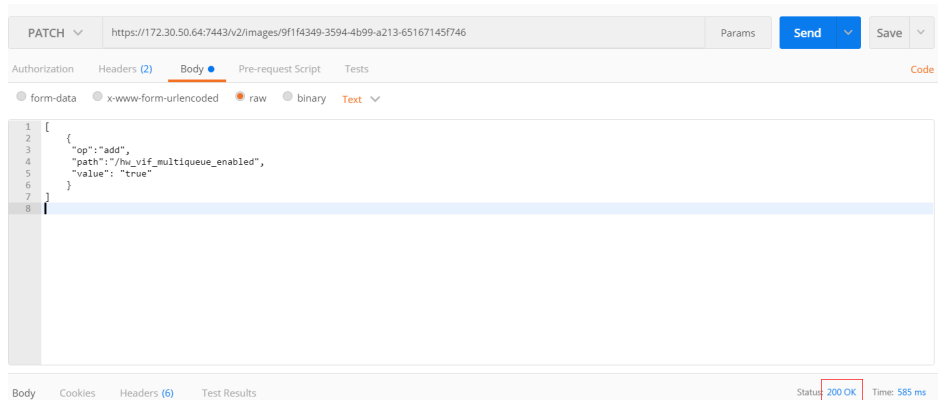 PATCH https://172.30.50.64:7443/v2/images/9f1f4349-3594-4b99-a213-65167145f746 Params Send Save
Authorization Headers (2) Body Pre-request Script Tests Code
form-data x-www-form-urlencoded raw binary Text
1 [
2 {
3 "op":"add",
4 "path":"/hw_vif_multiqueue_enabled",
5 "value": "true"
6 }
7 ]
8
Body Cookies Headers (6) Test Results Status: 200 OK Time: 585 ms